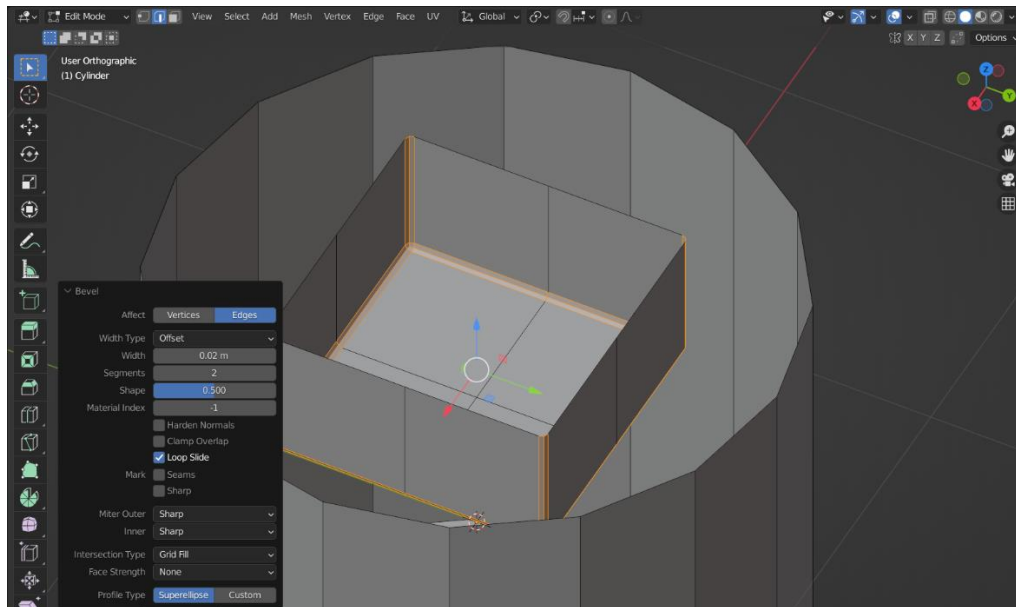 Edit Mode View Select Add Mesh Vertex Edge Face UV Global
X Y Z Options
User Orthographic
(1) Cylinder
Z
Y
X
Bevel
Affect Vertices Edges
Width Type Offset
Width 0.02 m
Segments 2
Shape 0.500
Material Index -1
Harden Normals
Clamp Overlap
Loop Slide
Mark Seams
Sharp
Miter Outer Sharp
Inner Sharp
Intersection Type Grid Fill
Face Strength None
Profile Type Superellipse Custom